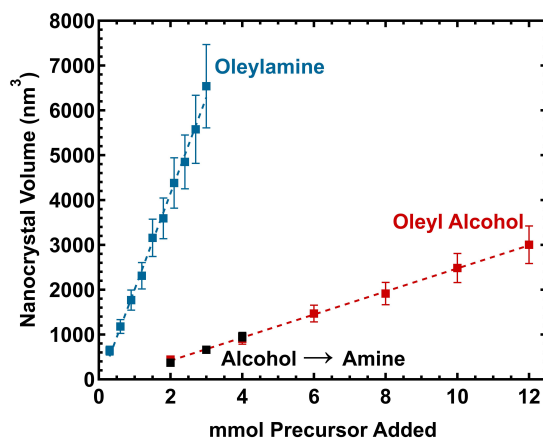 8000
7000
6000
5000
4000
3000
2000
1000
0
Nanocrystal Volume (nm³)
Oleylamine
Oleyl Alcohol
Alcohol → Amine
0 2 4 6 8 10 12
mmol Precursor Added